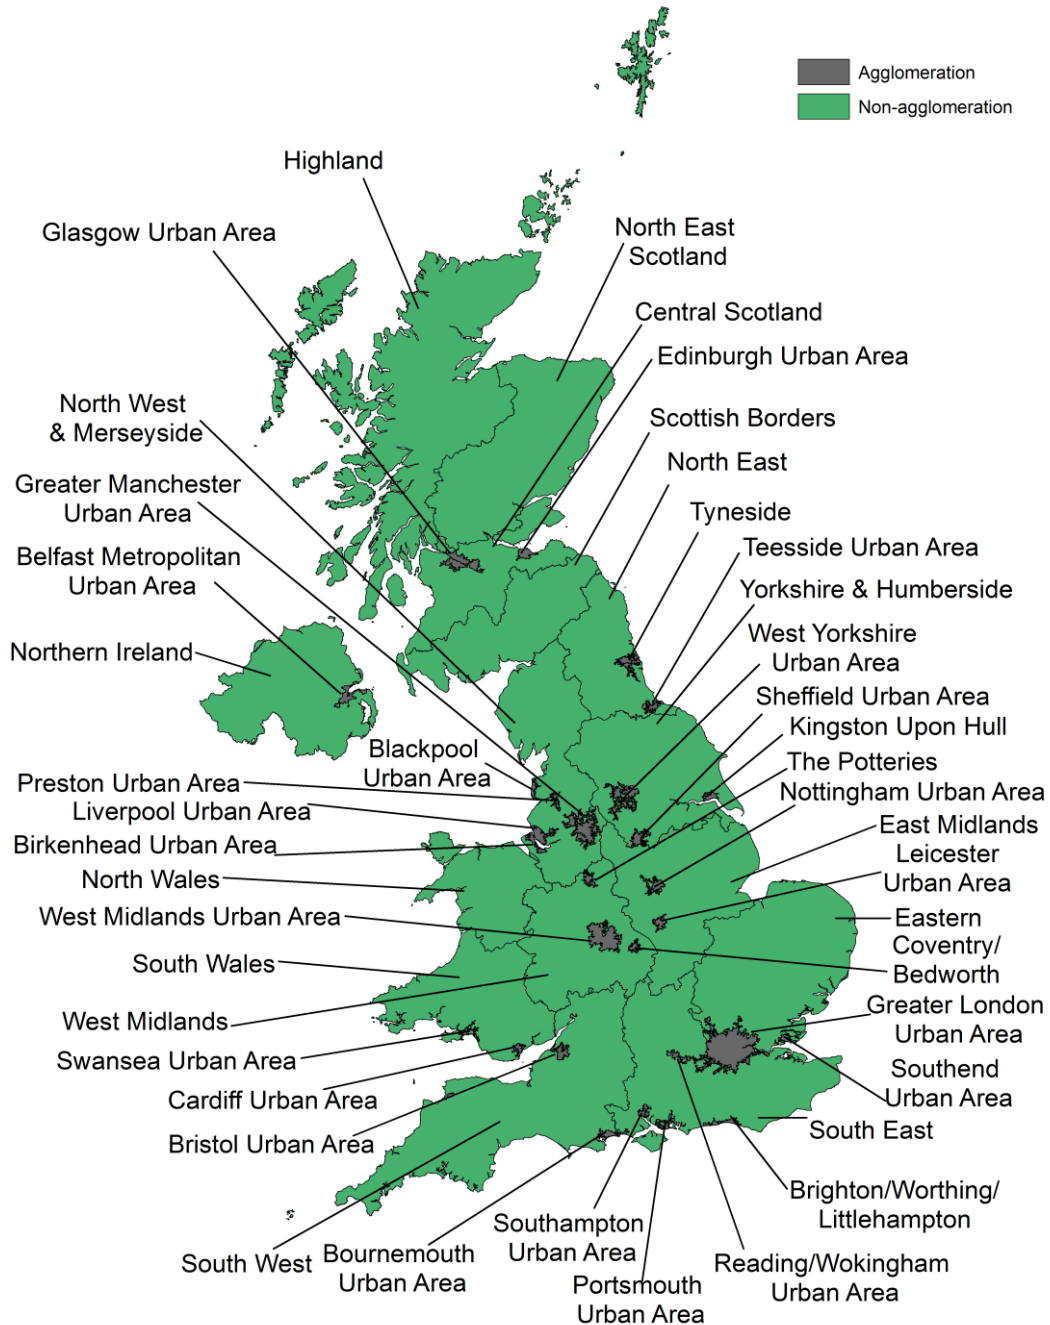 Agglomeration
Non-agglomeration
Highland
Glasgow Urban Area
North East
Scotland
Central Scotland
Edinburgh Urban Area
North West
& Merseyside
Scottish Borders
North East
Greater Manchester
Urban Area
Tyneside
Belfast Metropolitan
Urban Area
Teesside Urban Area
Yorkshire & Humberside
West Yorkshire
Urban Area
Northern Ireland
Sheffield Urban Area
Kingston Upon Hull
Blackpool
Urban Area
The Potteries
Preston Urban Area
Nottingham Urban Area
Liverpool Urban Area
East Midlands
Birkenhead Urban Area
Leicester
Urban Area
North Wales
West Midlands Urban Area
Eastern
Coventry/
Bedworth
South Wales
West Midlands
Greater London
Urban Area
Swansea Urban Area
Southend
Urban Area
Cardiff Urban Area
South East
Bristol Urban Area
Brighton/Worthing/
Littlehampton
Southampton
Urban Area
South West
Bournemouth
Urban Area
Reading/Wokingham
Urban Area
Portsmouth
Urban Area